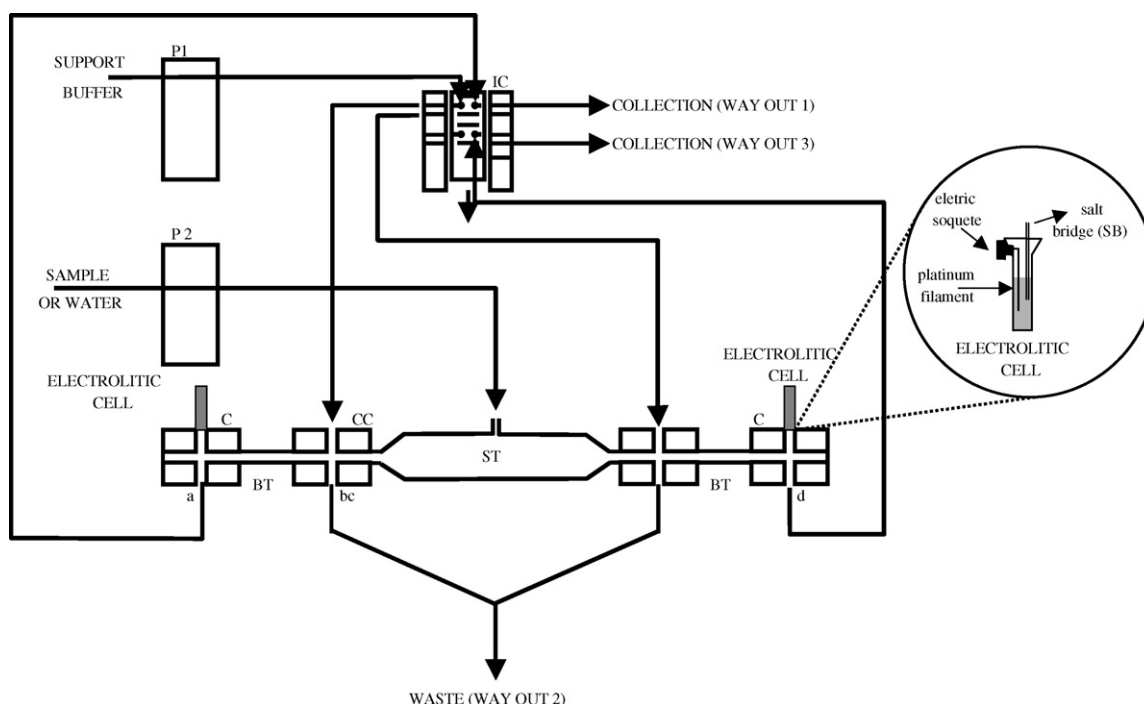 P1
SUPPORT
BUFFER
IC
COLLECTION (WAY OUT 1)
COLLECTION (WAY OUT 3)
P 2
SAMPLE
OR WATER
eletric
soquete
salt
bridge (SB)
platinum
filament
ELECTROLITIC
CELL
ELECTROLITIC
CELL
ELECTROLITIC
CELL
C
CC
C
ST
a
BT
bc
BT
d
WASTE (WAY OUT 2)